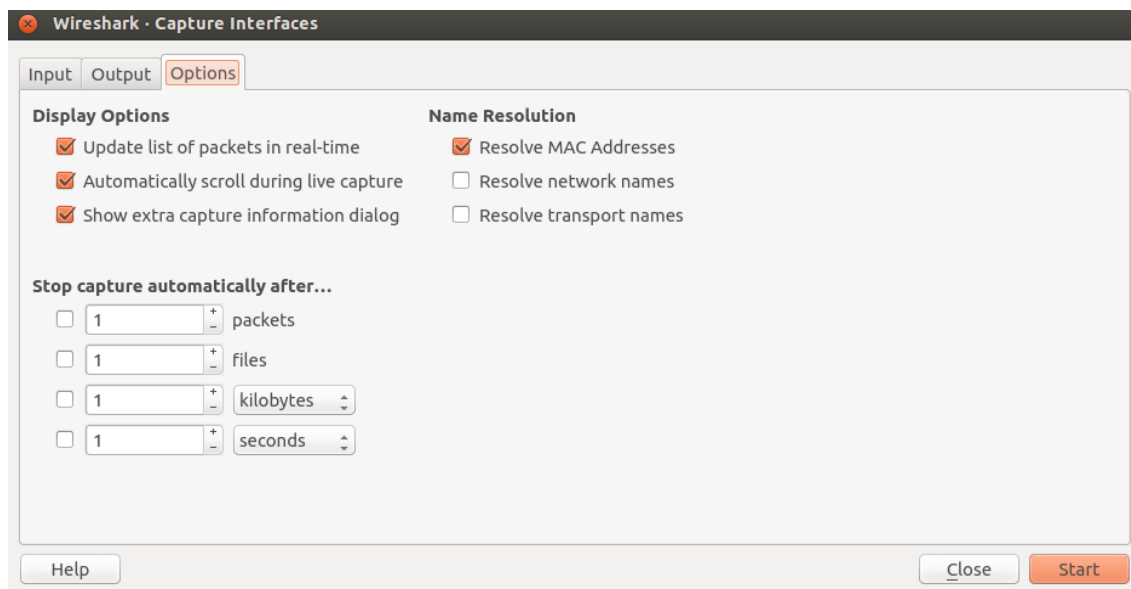 Wireshark · Capture Interfaces
Input Output Options
Display Options
Update list of packets in real-time
Automatically scroll during live capture
Show extra capture information dialog
Name Resolution
Resolve MAC Addresses
Resolve network names
Resolve transport names
Stop capture automatically after...
1 packets
1 files
1 kilobytes
1 seconds
Help Close Start